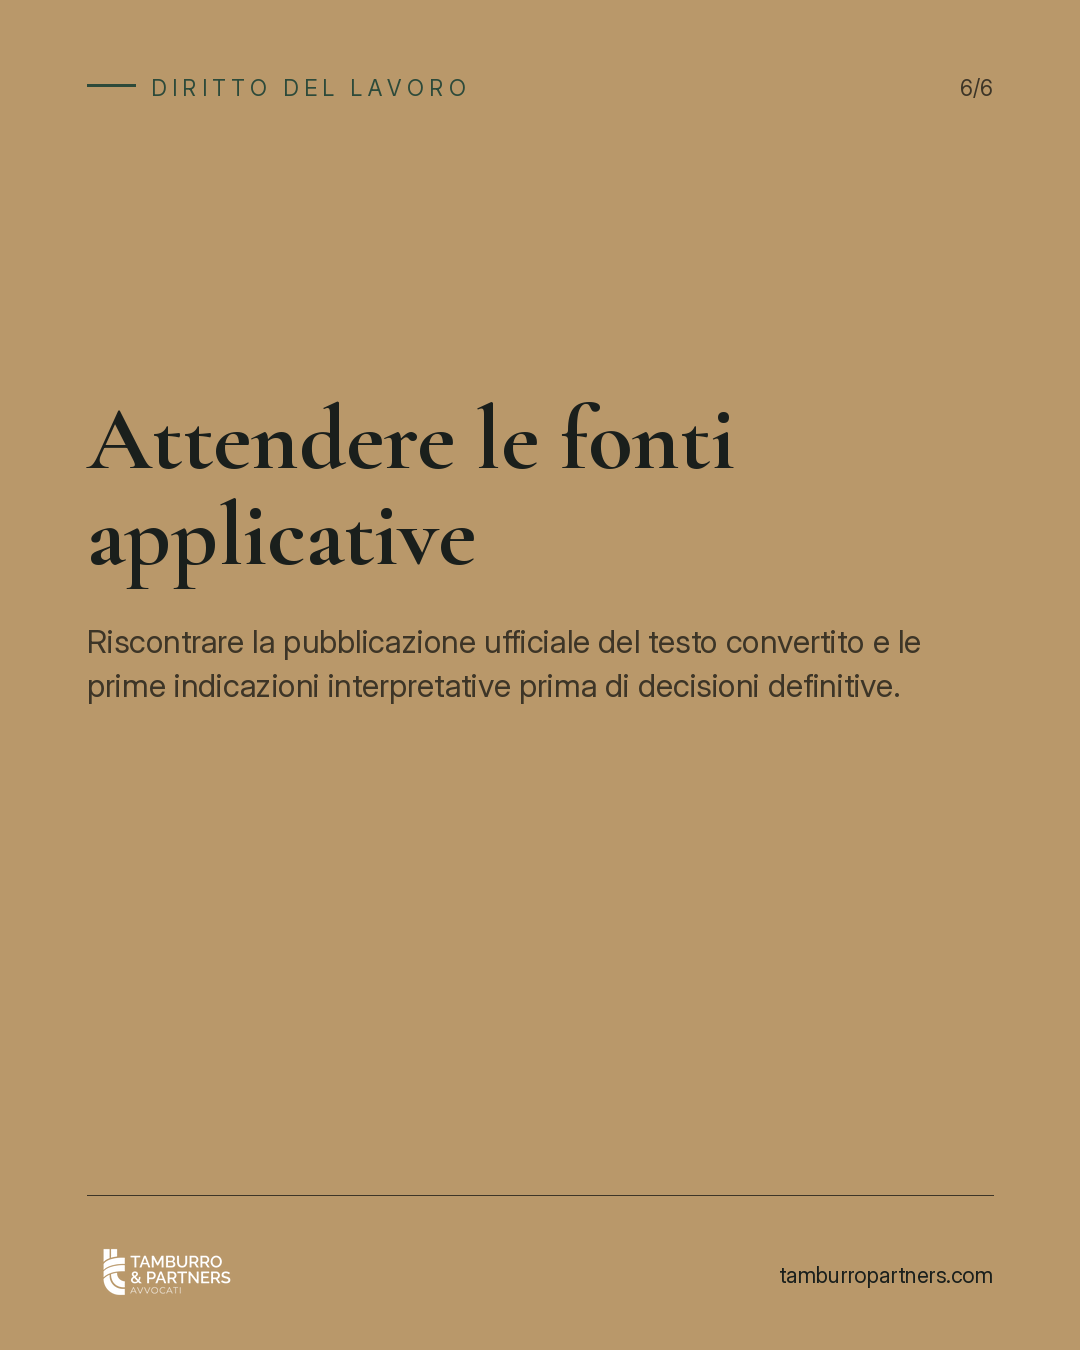 DIRITTO DEL LAVORO
6/6
Attendere le fonti
applicative
Riscontrare la pubblicazione ufficiale del testo convertito e le
prime indicazioni interpretative prima di decisioni definitive.
TAMBURRO
& PARTNERS
AVVOCATI
tamburropartners.com